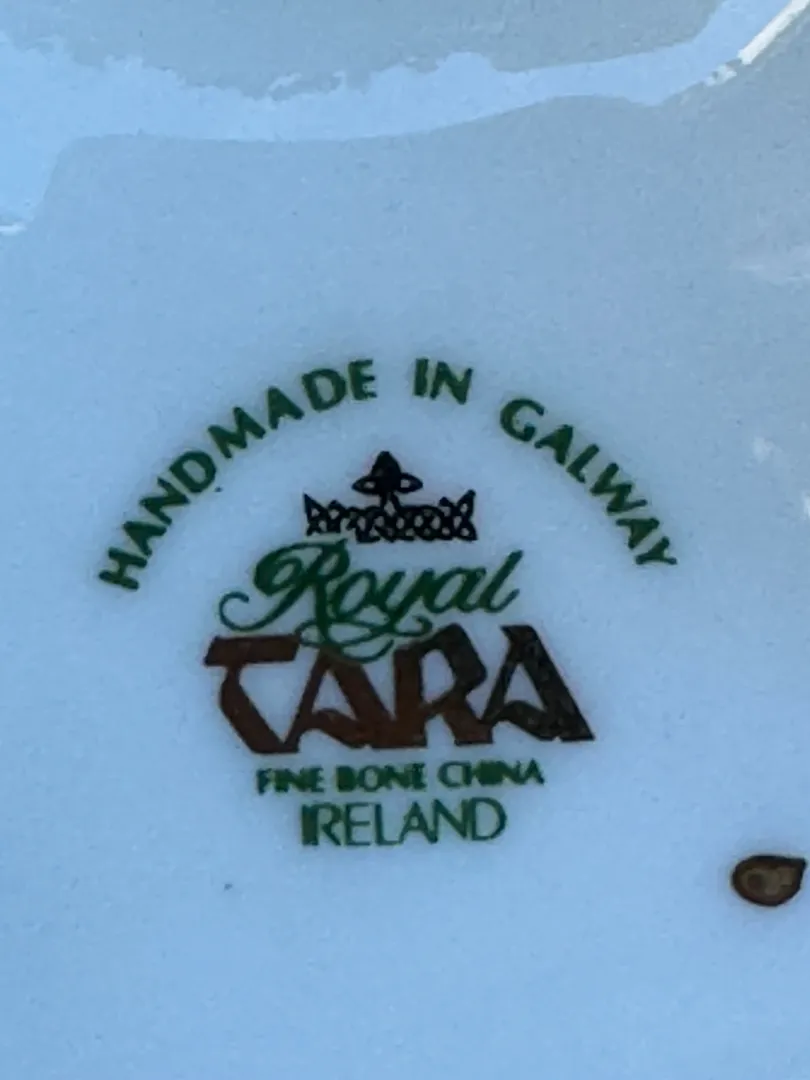 HANDMADE IN GALWAY
Royal
TARA
FINE BONE CHINA
IRELAND